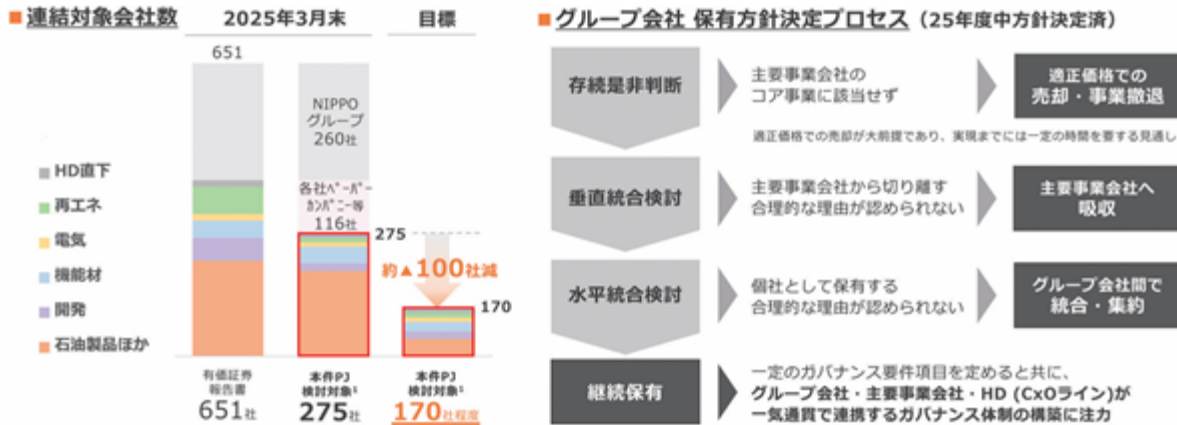 ■連結対象会社数
2025年3月末
目標
651
NIPPO
グループ
260社
各社ﾍﾟｰﾊﾟｰ
ｶﾝﾊﾟﾆｰ等
116社
275
約▲100社減
170
■HD直下
■再エネ
■電気
■機能材
■開発
■石油製品ほか
有価証券
報告書
651社
本件PJ
検討対象¹
275社
本件PJ
検討対象¹
170社程度
■グループ会社 保有方針決定プロセス（25年度中方針決定済）
存続是非判断
主要事業会社の
コア事業に該当せず
適正価格での
売却・事業撤退
適正価格での売却が大前提であり、実現までには一定の時間を要する見通し
垂直統合検討
主要事業会社から切り離す
合理的な理由が認められない
主要事業会社へ
吸収
水平統合検討
個社として保有する
合理的な理由が認められない
グループ会社間で
統合・集約
継続保有
一定のガバナンス要件項目を定めると共に、
グループ会社・主要事業会社・HD (CxOライン)が
一気通貫で連携するガバナンス体制の構築に注力